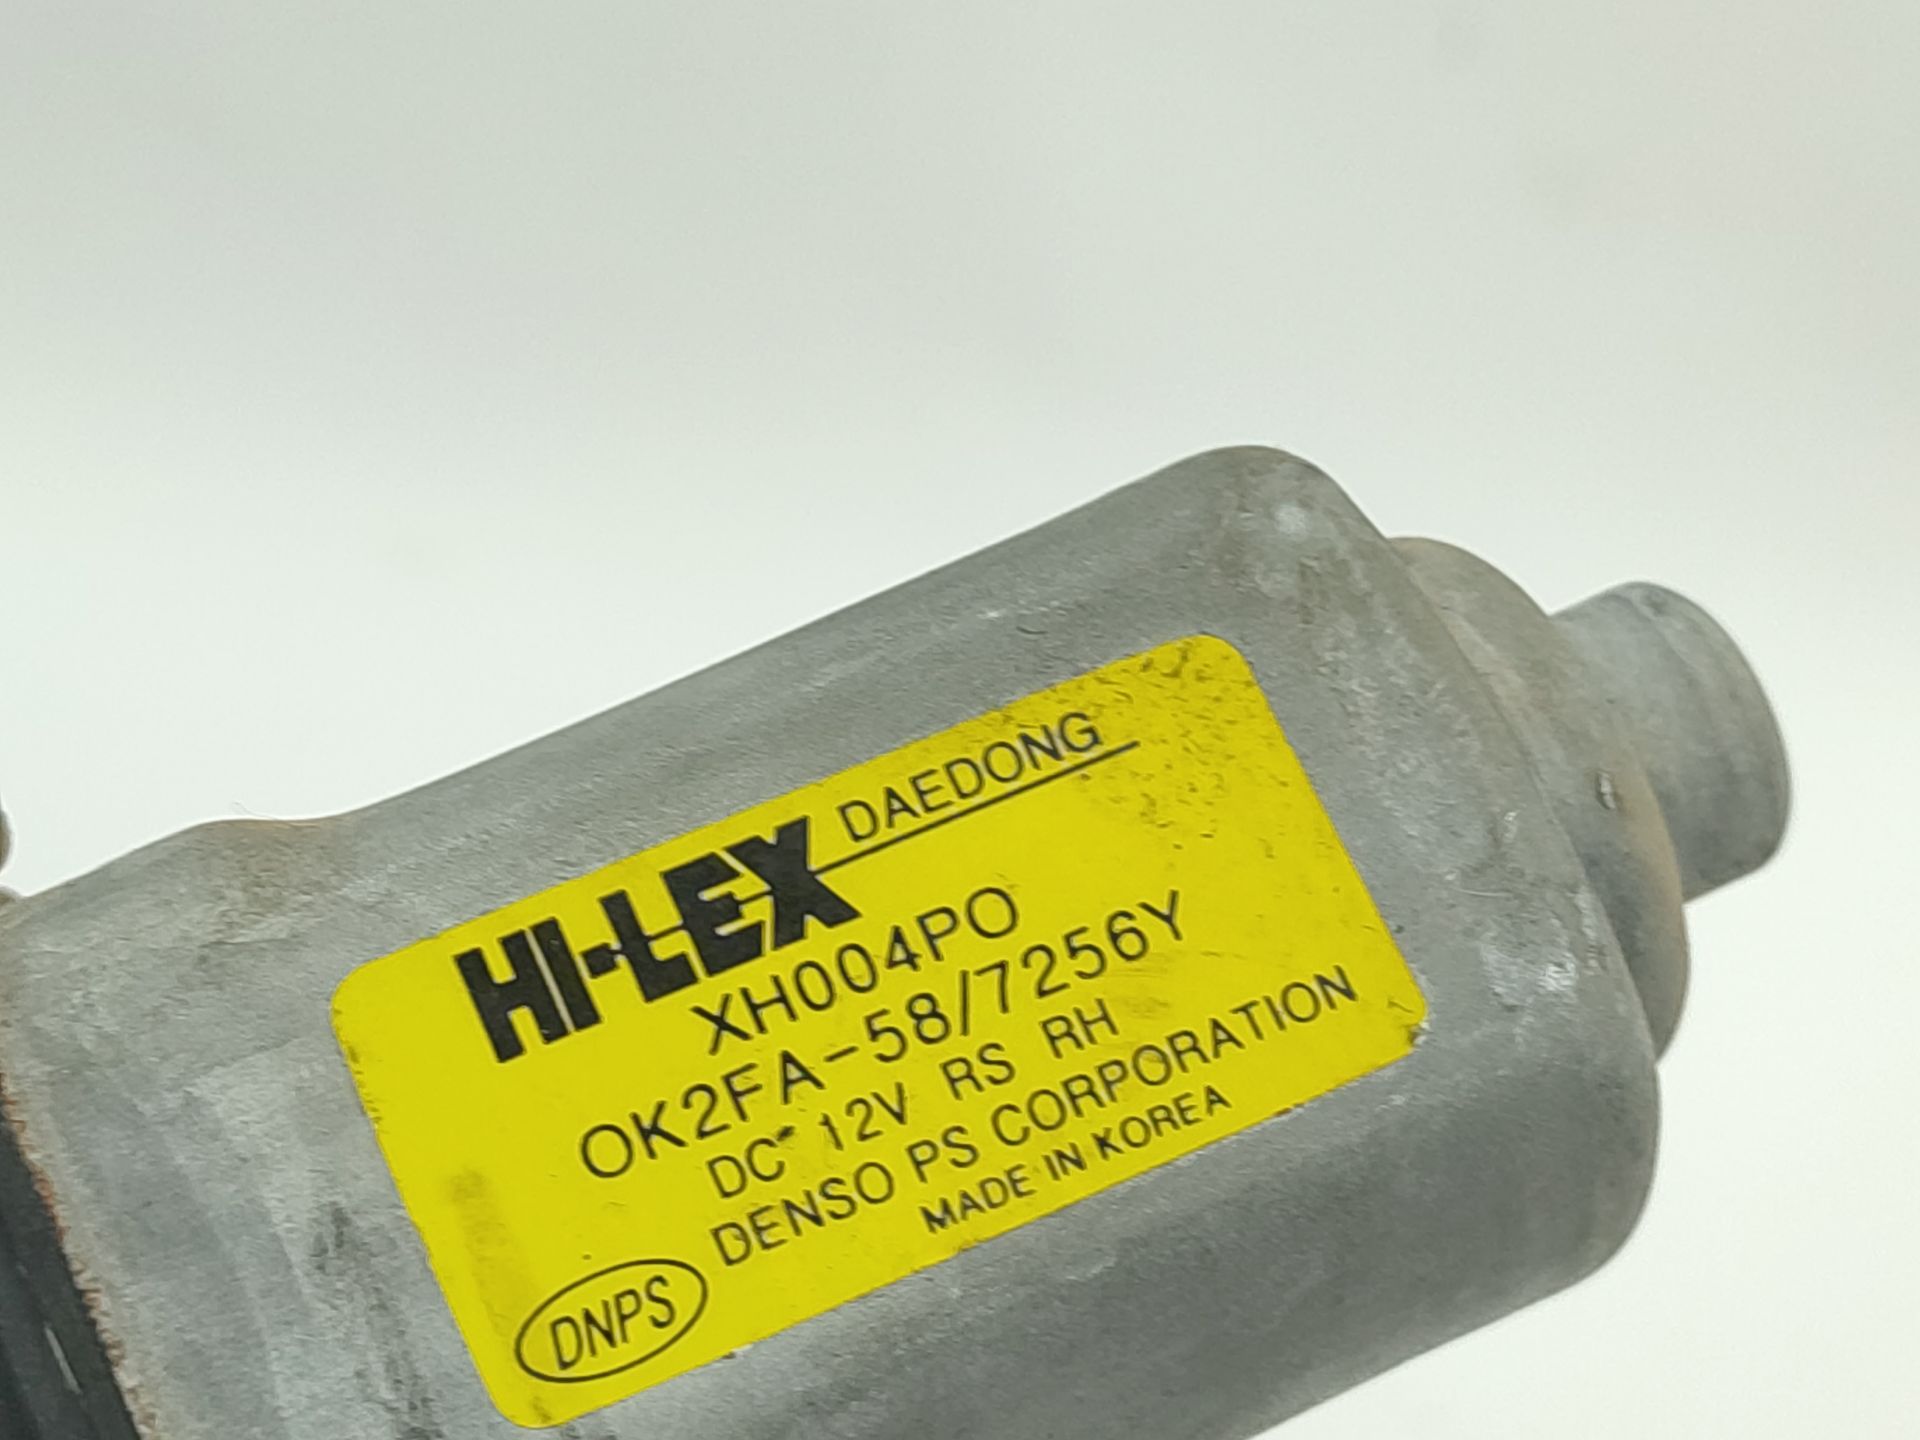 HI-LEX DAEDONG
XH004PO
OK2FA-58/7256Y
DC 12V RS RH
DENSO PS CORPORATION
MADE IN KOREA
DNPS